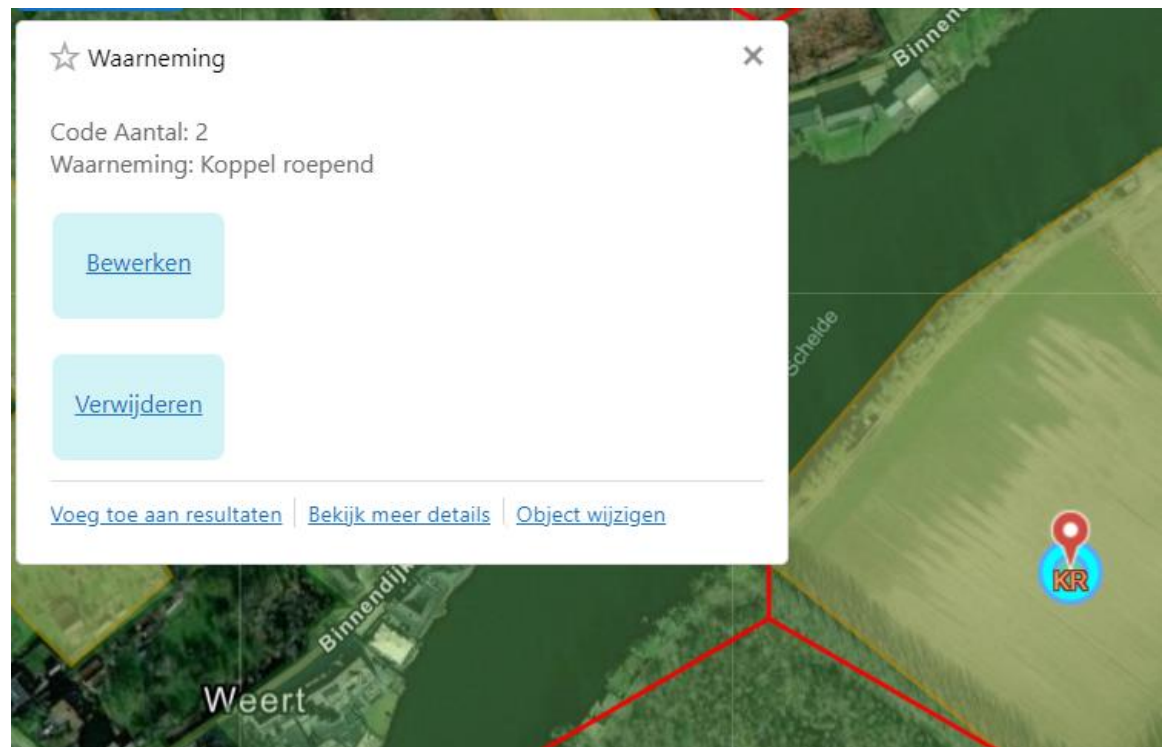 Waarneming
Code Aantal: 2
Waarneming: Koppel roepend
Bewerken
Verwijderen
Voeg toe aan resultaten
Bekijk meer details
Object wijzigen
Schelde
KR
Weert